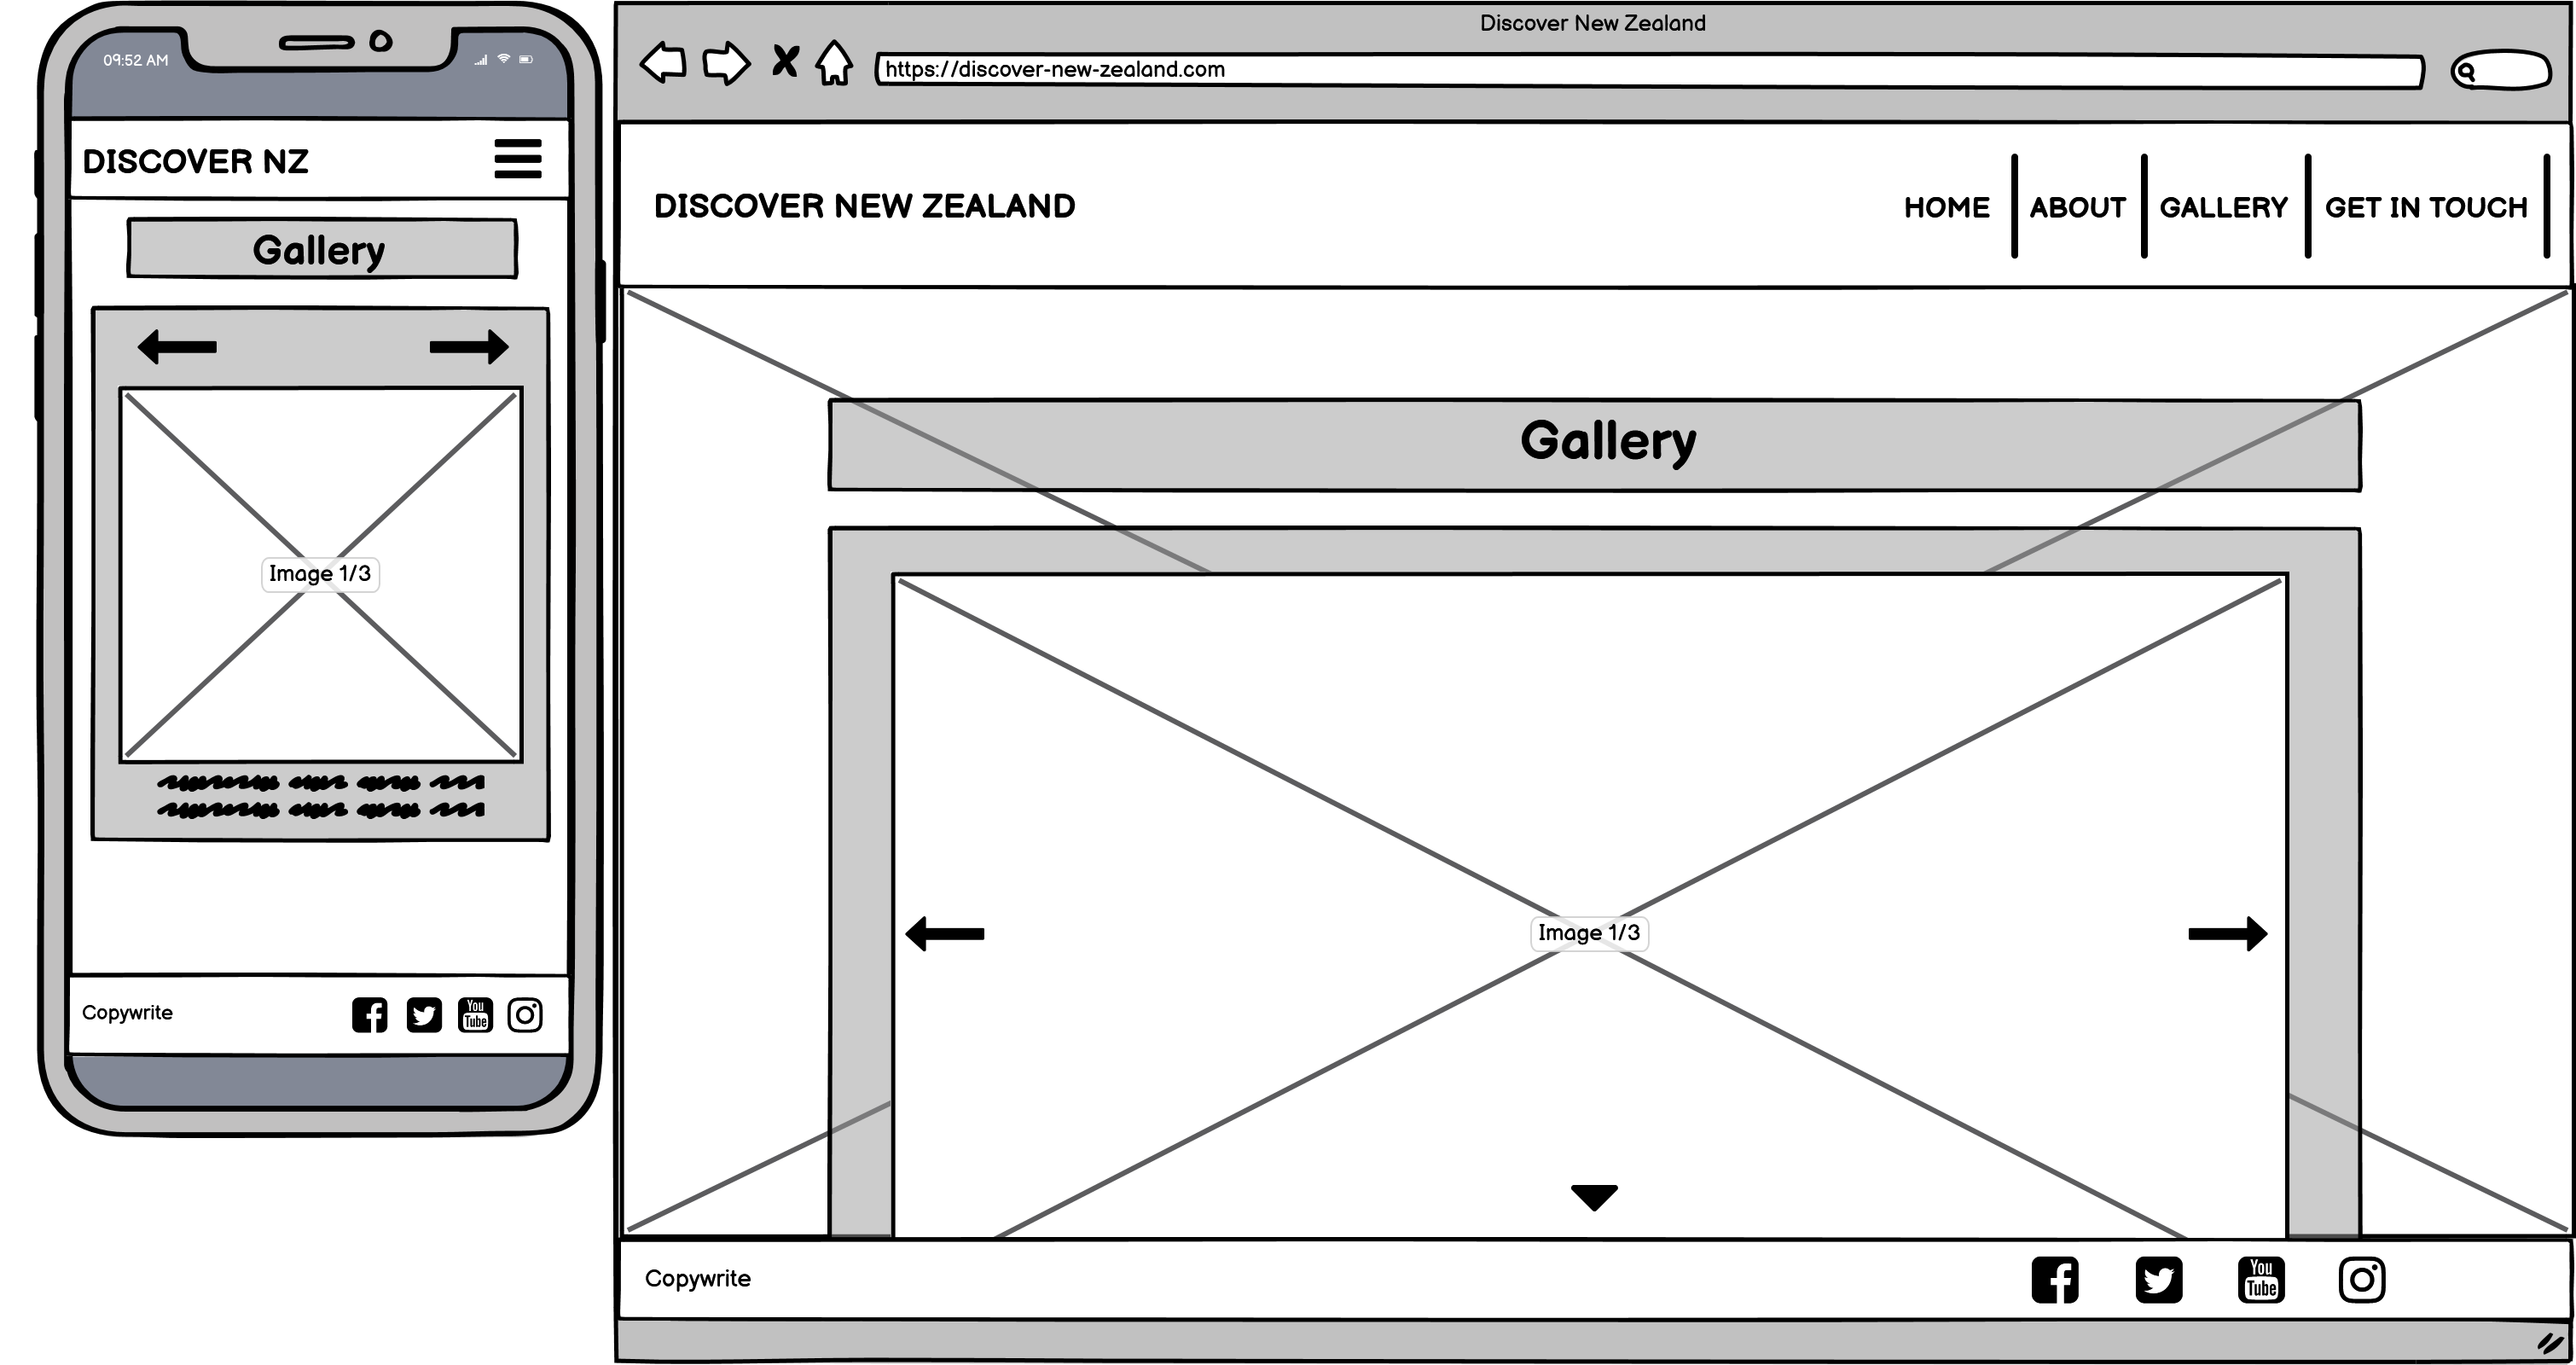 09:52 AM
DISCOVER NZ
Gallery
Image 1/3
Copywrite
You
Tube
Discover New Zealand
https://discover-new-zealand.com
DISCOVER NEW ZEALAND
HOME
ABOUT
GALLERY
GET IN TOUCH
Gallery
Image 1/3
Copywrite
You
Tube